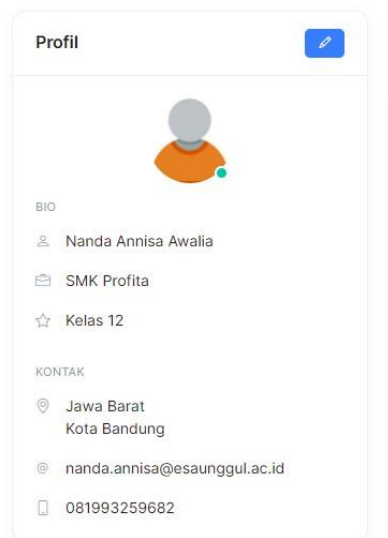 Profil
BIO
Nanda Annisa Awalia
SMK Profita
Kelas 12
KONTAK
Jawa Barat
Kota Bandung
nanda.annisa@esaunggul.ac.id
081993259682